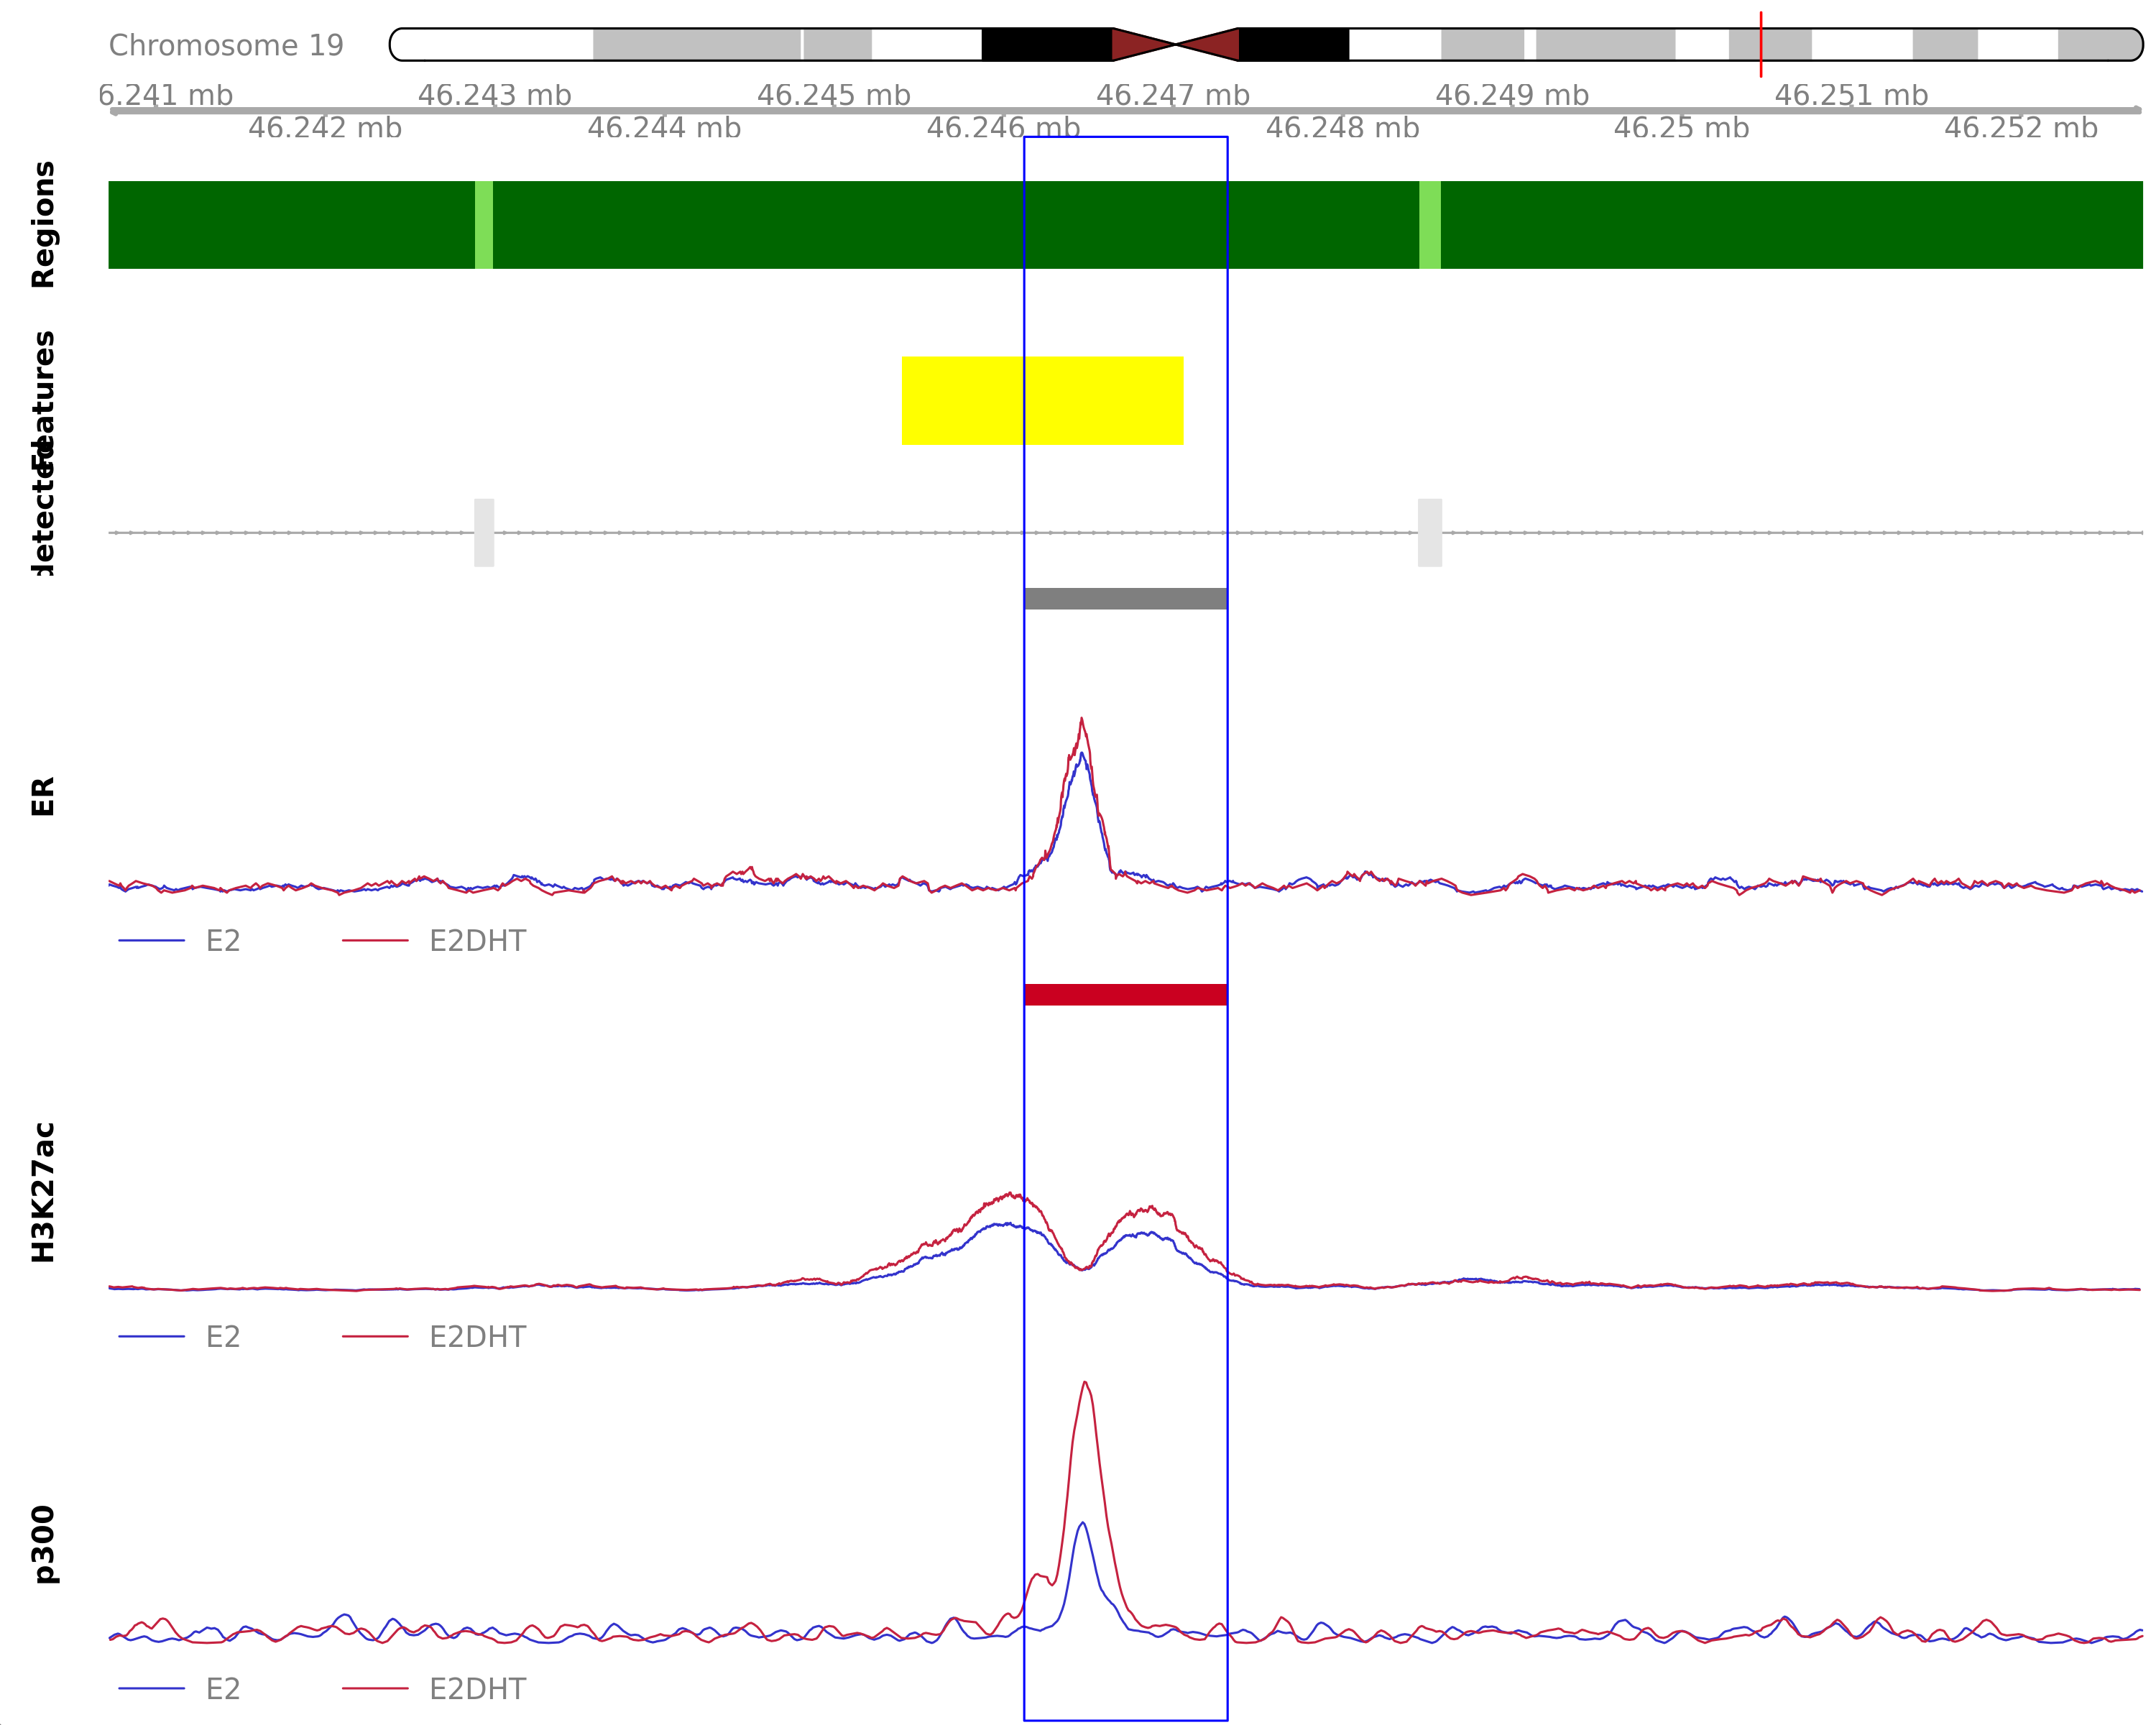 Chromosome 19
6.241 mb 46.243 mb 46.245 mb 46.247 mb 46.249 mb 46.251 mb
46.242 mb 46.244 mb 46.246 mb 46.248 mb 46.25 mb 46.252 mb
Regions
Features
detected
ER
E2 E2DHT
H3K27ac
E2 E2DHT
p300
E2 E2DHT